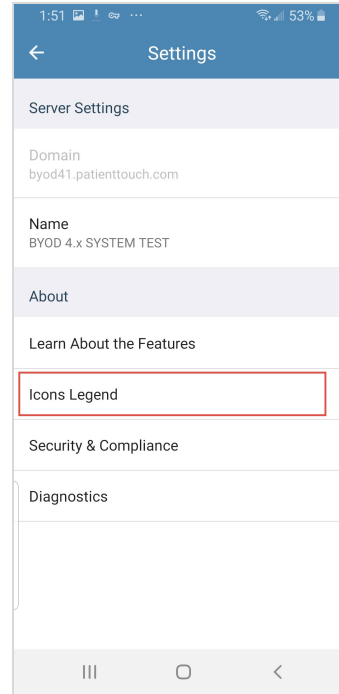 1:51 53%
Settings
Server Settings
Domain
byod41.patienttouch.com
Name
BYOD 4.x SYSTEM TEST
About
Learn About the Features
Icons Legend
Security & Compliance
Diagnostics